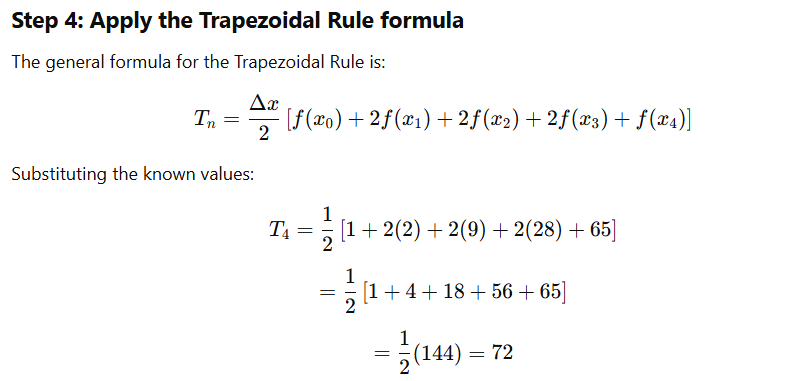 Step 4: Apply the Trapezoidal Rule formula
The general formula for the Trapezoidal Rule is:
Tₙ = Δx/2 [f(x₀) + 2f(x₁) + 2f(x₂) + 2f(x₃) + f(x₄)]
Substituting the known values:
T₄ = 1/2 [1 + 2(2) + 2(9) + 2(28) + 65]
= 1/2 [1 + 4 + 18 + 56 + 65]
= 1/2 (144) = 72